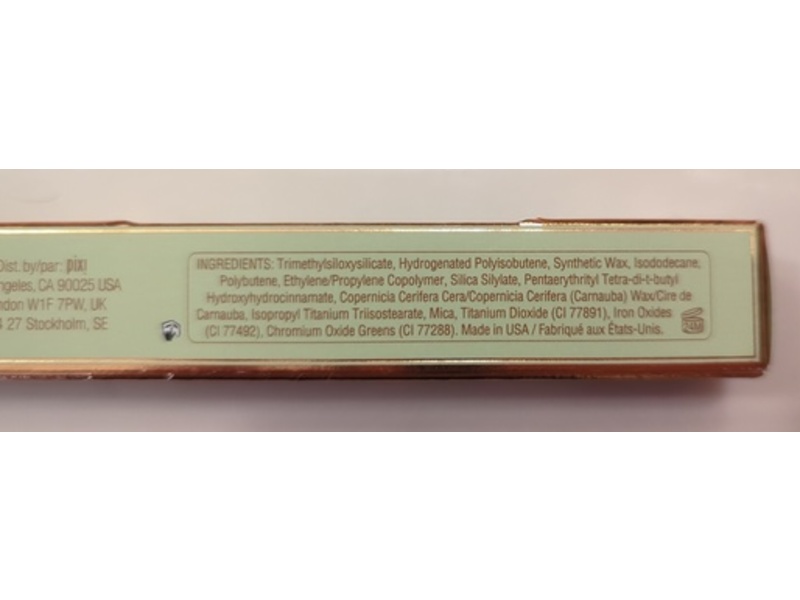 Dist. by/par: pixi
ngeles, CA 90025 USA
ndon W1F 7PW, UK
27 Stockholm, SE
INGREDIENTS: Trimethylsiloxysilicate, Hydrogenated Polyisobutene, Synthetic Wax, Isododecane,
Polybutene, Ethylene/Propylene Copolymer, Silica Silylate, Pentaerythrityl Tetra-di-t-butyl
Hydroxyhydrocinnamate, Copernicia Cerifera Cera/Copernicia Cerifera (Carnauba) Wax/Cire de
Carnauba, Isopropyl Titanium Triisostearate, Mica, Titanium Dioxide (CI 77891), Iron Oxides
(CI 77492), Chromium Oxide Greens (CI 77288). Made in USA / Fabriqué aux États-Unis.